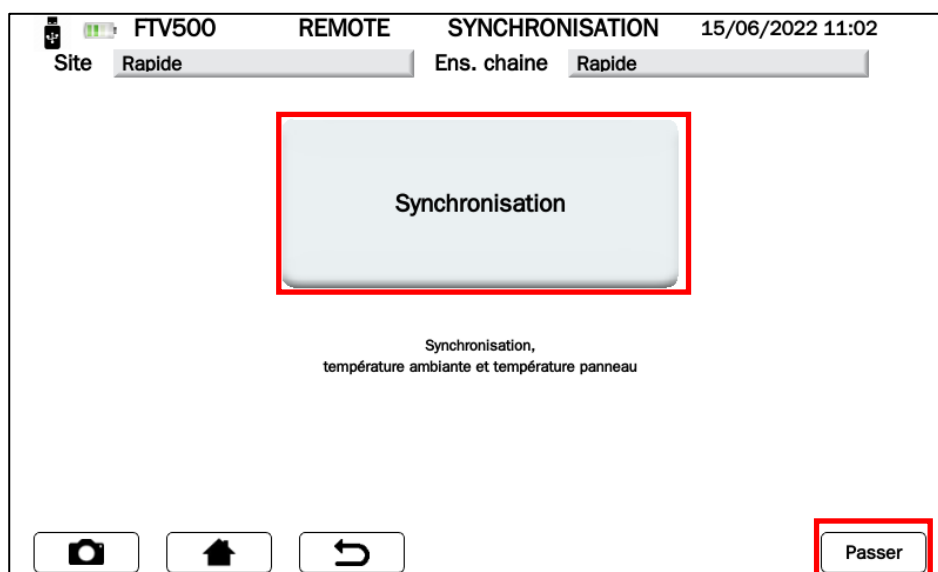 FTV500 REMOTE SYNCHRONISATION 15/06/2022 11:02
Site Rapide Ens. chaine Rapide
Synchronisation
Synchronisation,
température ambiante et température panneau
Passer